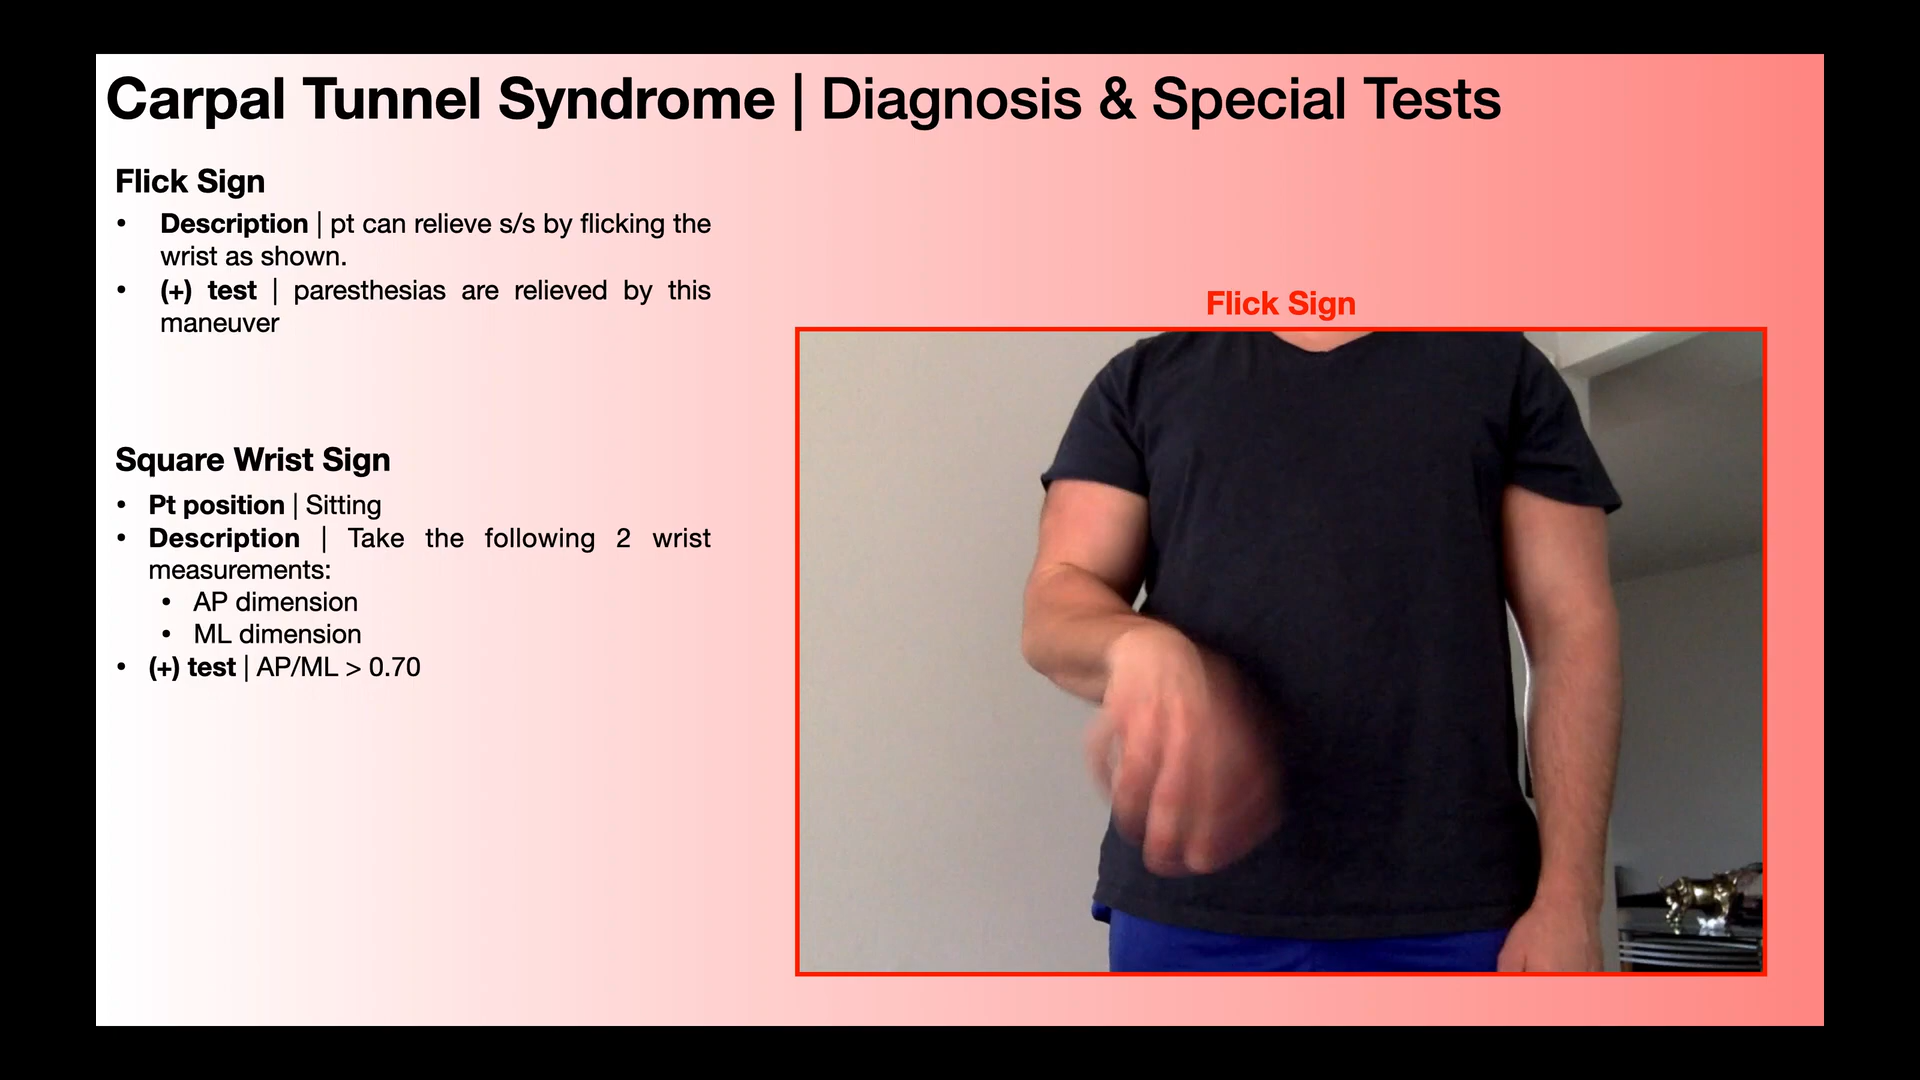 Carpal Tunnel Syndrome | Diagnosis & Special Tests
Flick Sign
• Description | pt can relieve s/s by flicking the
wrist as shown.
• (+) test | paresthesias are relieved by this
maneuver
Flick Sign
Square Wrist Sign
• Pt position | Sitting
• Description | Take the following 2 wrist
measurements:
• AP dimension
• ML dimension
• (+) test | AP/ML > 0.70